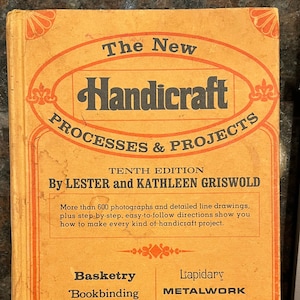 The New
Handicraft
PROCESSES & PROJECTS
TENTH EDITION
By LESTER and KATHLEEN GRISWOLD
More than 600 photographs and detailed line drawings,
plus step-by-step, easy-to-follow directions show you
how to make every kind of handicraft project.
Basketry
Bookbinding
Lapidary
METALWORK